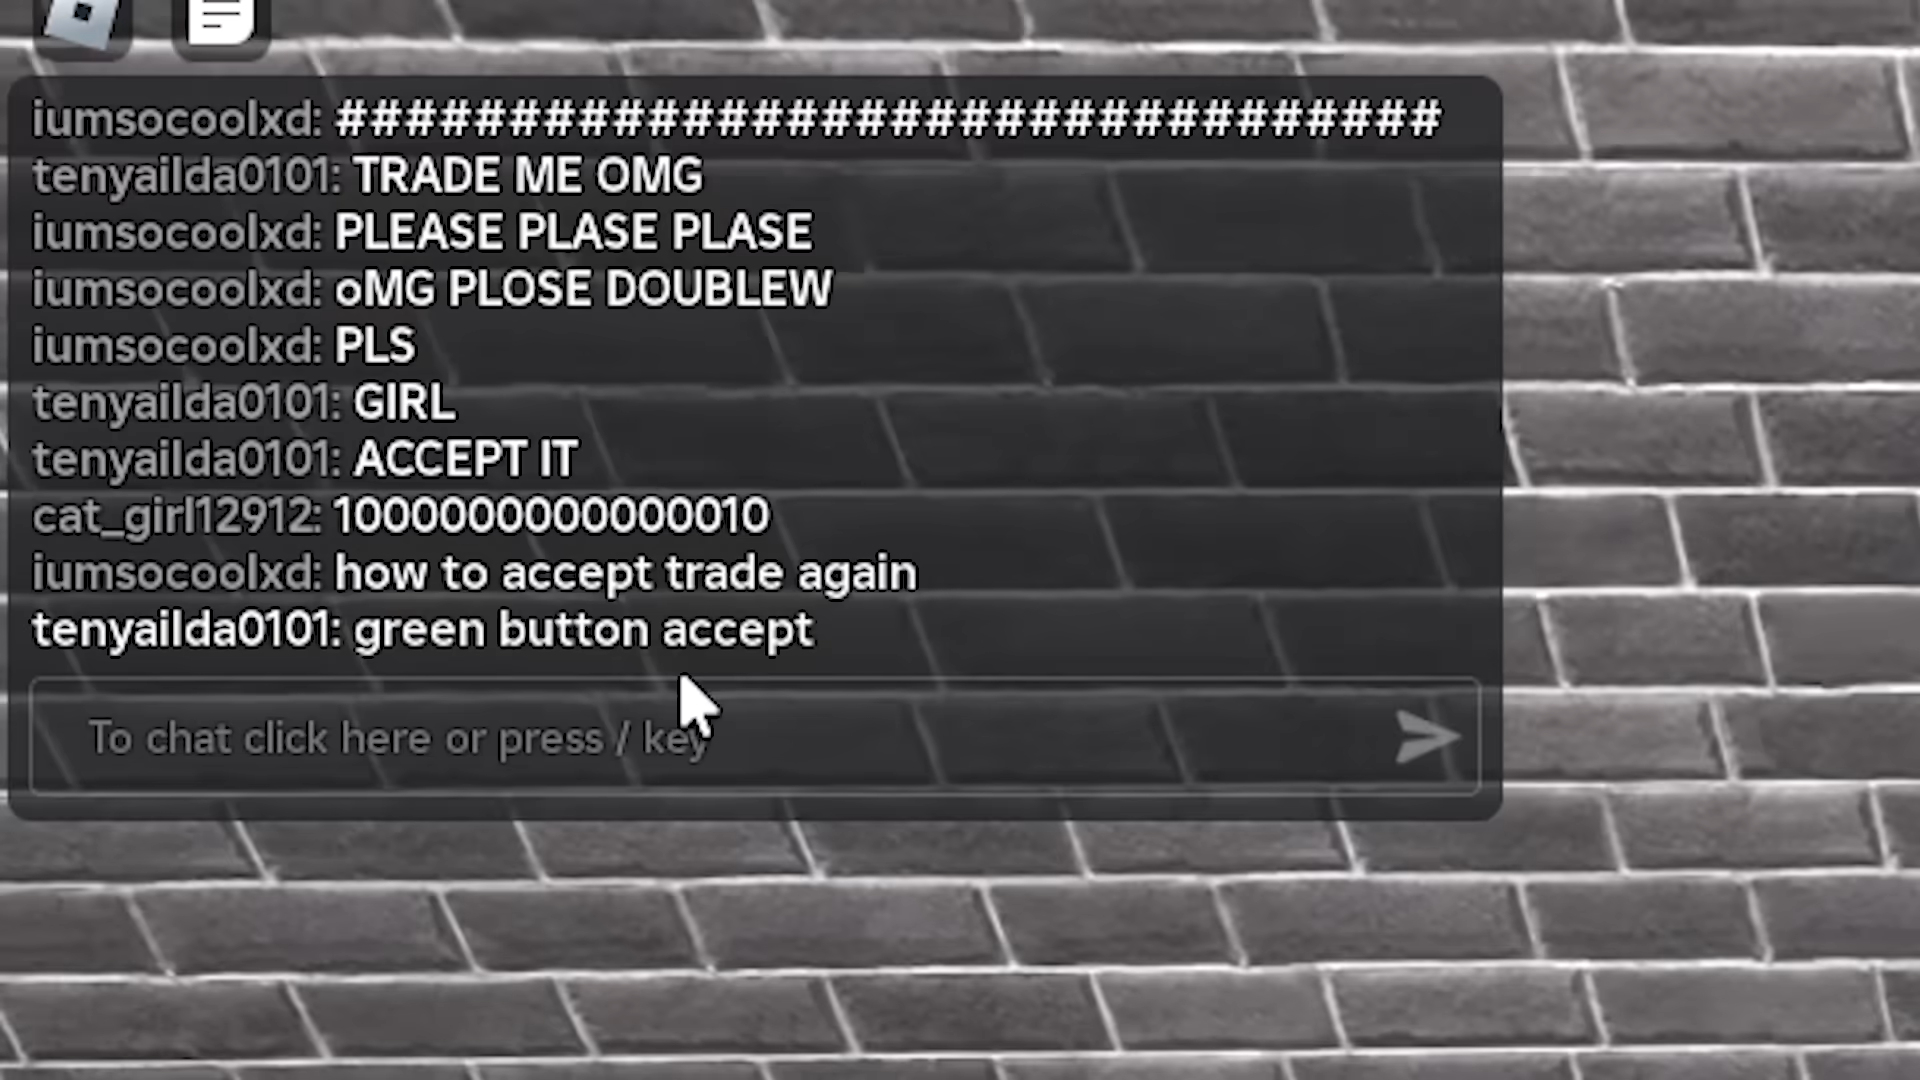 iumsocoolxd: ################################
tenyailda0101: TRADE ME OMG
iumsocoolxd: PLEASE PLASE PLASE
iumsocoolxd: oMG PLOSE DOUBLEW
iumsocoolxd: PLS
tenyailda0101: GIRL
tenyailda0101: ACCEPT IT
cat_girl12912: 10000000000000010
iumsocoolxd: how to accept trade again
tenyailda0101: green button accept
To chat click here or press / key